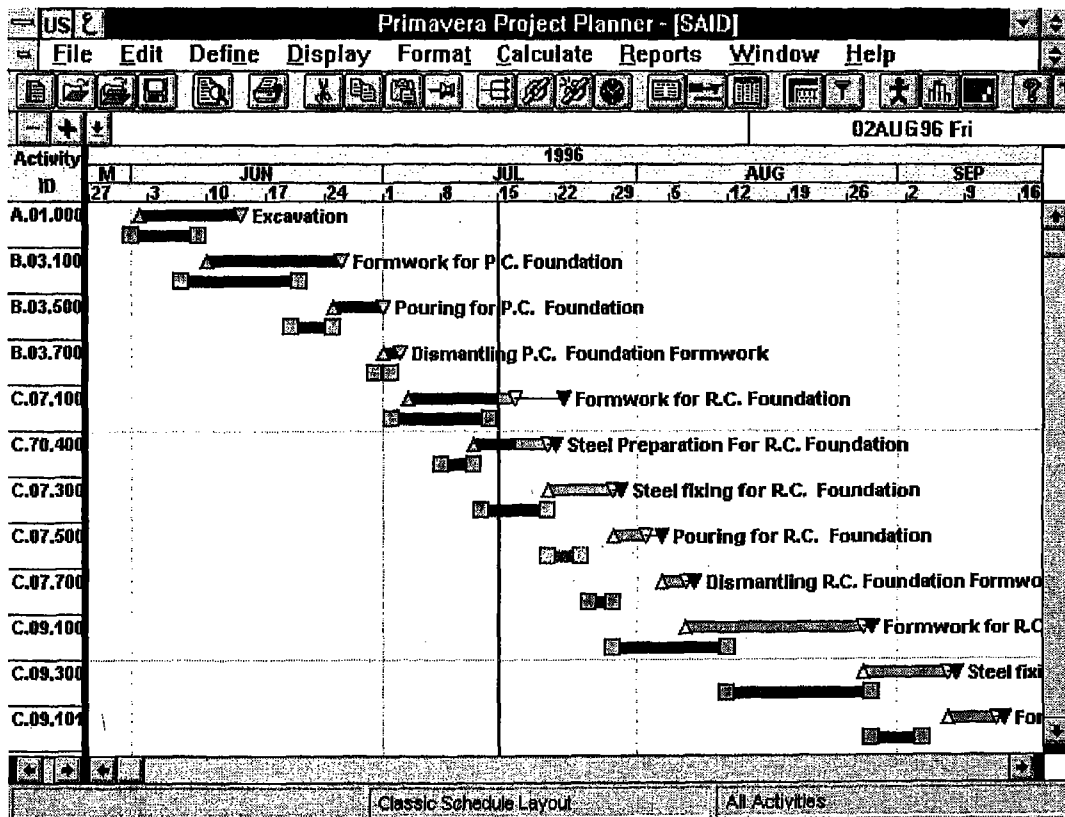 US Primavera Project Planner - [SAID]
File Edit Define Display Format Calculate Reports Window Help
02AUG96 Fri
Activity ID
1996
M JUN JUL AUG SEP
27 3 10 17 24 1 8 15 22 29 5 12 19 26 2 9 16
A.01.000 Excavation
B.03.100 Formwork for P.C. Foundation
B.03.500 Pouring for P.C. Foundation
B.03.700 Dismantling P.C. Foundation Formwork
C.07.100 Formwork for R.C. Foundation
C.70.400 Steel Preparation For R.C. Foundation
C.07.300 Steel fixing for R.C. Foundation
C.07.500 Pouring for R.C. Foundation
C.07.700 Dismantling R.C. Foundation Formwo
C.09.100 Formwork for R.C
C.09.300 Steel fixi
C.09.101 For
Classic Schedule Layout All Activities